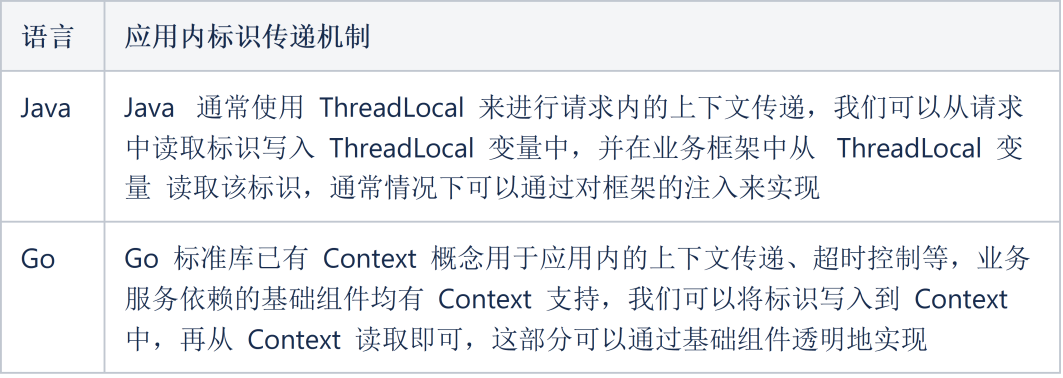 语言 应用内标识传递机制
Java Java 通常使用 ThreadLocal 来进行请求内的上下文传递，我们可以从请求
中读取标识写入 ThreadLocal 变量中，并在业务框架中从 ThreadLocal 变
量 读取该标识，通常情况下可以通过对框架的注入来实现
Go Go 标准库已有 Context 概念用于应用内的上下文传递、超时控制等，业务
服务依赖的基础组件均有 Context 支持，我们可以将标识写入到 Context
中，再从 Context 读取即可，这部分可以通过基础组件透明地实现